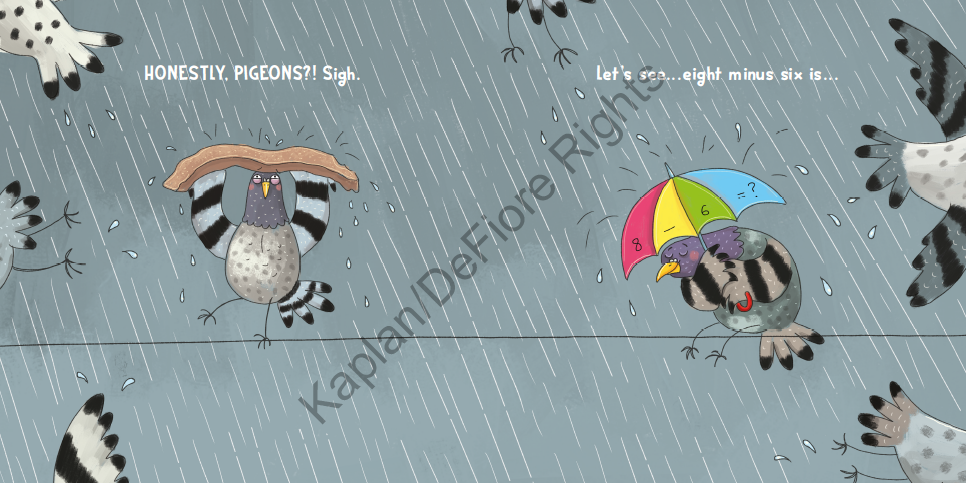 HONESTLY, PIGEONS?! Sigh.
Let's see...eight minus six is...
8 – 6 = ?
Kaplan/DeFiore Rights